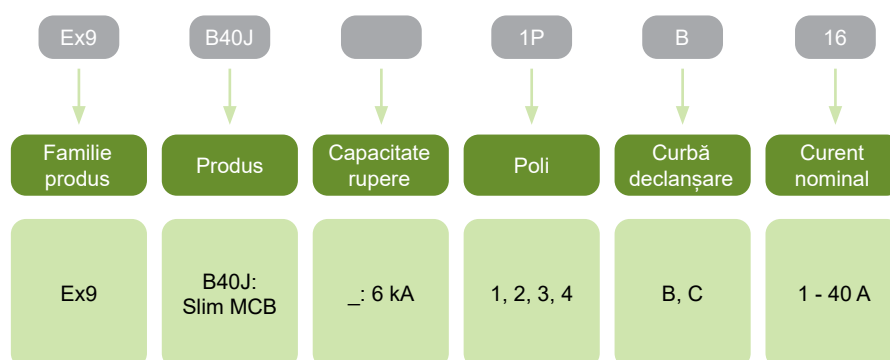 Ex9 B40J 1P B 16
Familie produs
Produs
Capacitate rupere
Poli
Curbă declanșare
Curent nominal
Ex9
B40J:
Slim MCB
_: 6 kA
1, 2, 3, 4
B, C
1 - 40 A